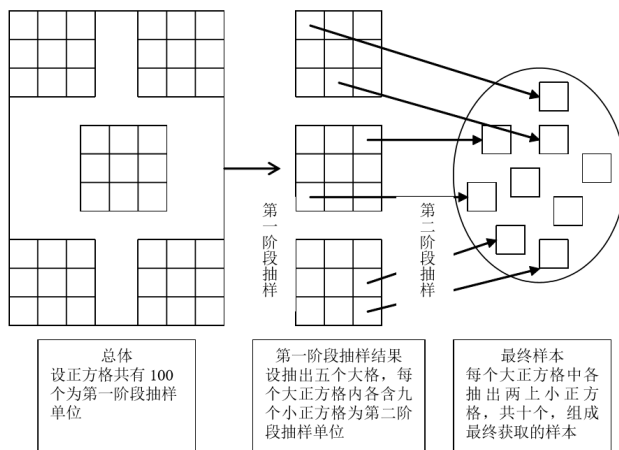 第一阶段抽样
第二阶段抽样
总体
设正方格共有 100
个为第一阶段抽样
单位
第一阶段抽样结果
设抽出五个大格，每
个大正方格内各含九
个小正方格为第二阶
段抽样单位
最终样本
每个大正方格中各
抽出两上小正方
格，共十个，组成
最终获取的样本